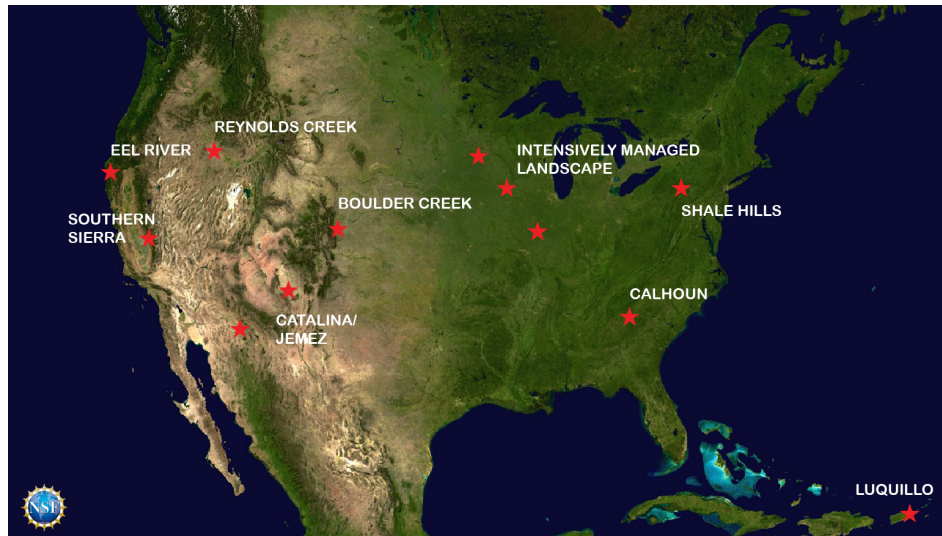 REYNOLDS CREEK
EEL RIVER
INTENSIVELY MANAGED
LANDSCAPE
BOULDER CREEK
SHALE HILLS
SOUTHERN
SIERRA
CALHOUN
CATALINA/
JEMEZ
LUQUILLO
NSF